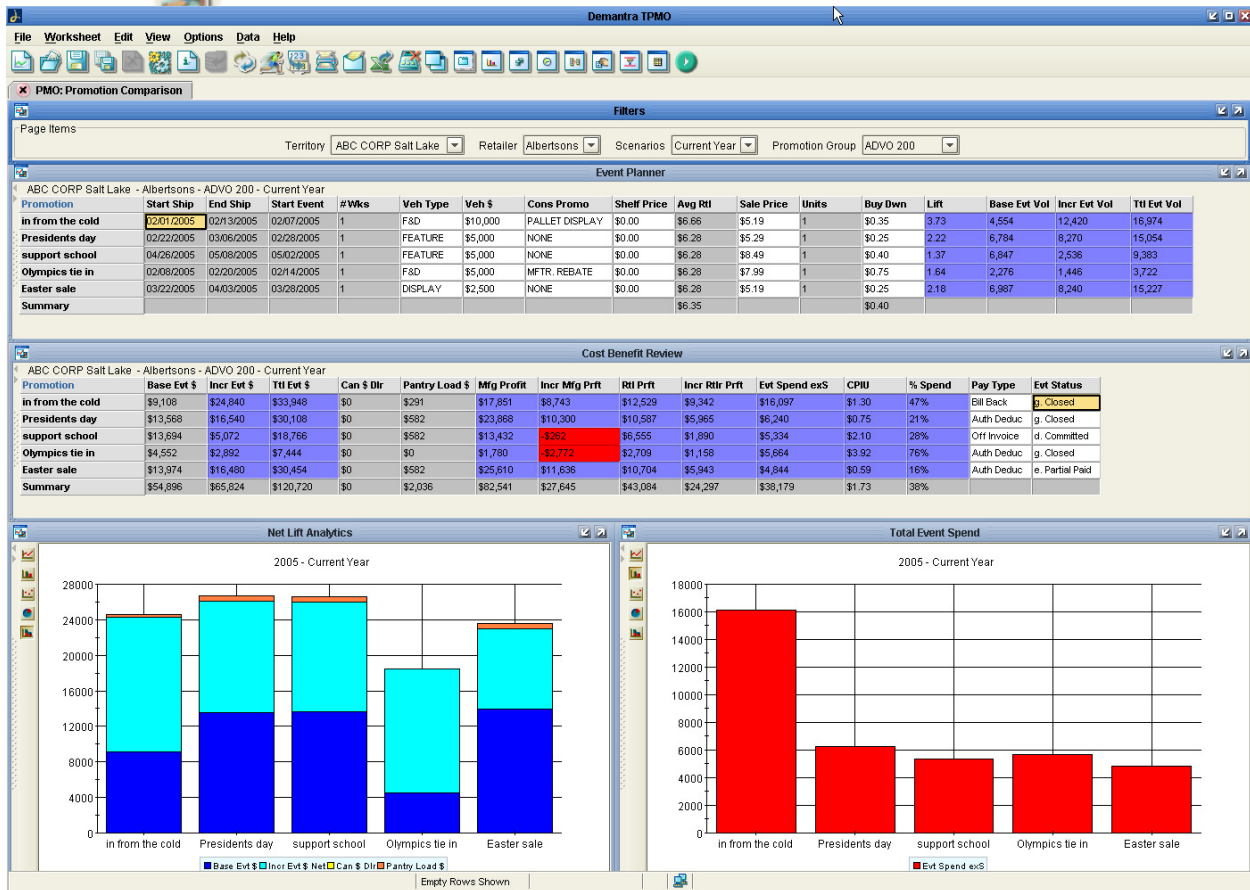 Demantra TPMO
File Worksheet Edit View Options Data Help
PMO: Promotion Comparison
Filters
Page Items
Territory ABC CORP Salt Lake Retailer Albertsons Scenarios Current Year Promotion Group ADVO 200
Event Planner
ABC CORP Salt Lake - Albertsons - ADVO 200 - Current Year
Promotion Start Ship End Ship Start Event # Wks Veh Type Veh $ Cons Promo Shelf Price Avg Rtl Sale Price Units Buy Dwn Lift Base Evt Vol Incr Evt Vol Ttl Evt Vol
in from the cold 02/01/2005 02/13/2005 02/07/2005 1 F&D $10,000 PALLET DISPLAY $0.00 $6.66 $5.19 1 $0.35 3.73 4,554 12,420 16,974
Presidents day 02/22/2005 03/06/2005 02/28/2005 1 FEATURE $5,000 NONE $0.00 $6.28 $5.29 1 $0.25 2.22 6,784 8,270 15,054
support school 04/26/2005 05/08/2005 05/02/2005 1 FEATURE $5,000 NONE $0.00 $6.28 $8.49 1 $0.40 1.37 6,847 2,536 9,383
Olympics tie in 02/08/2005 02/20/2005 02/14/2005 1 F&D $5,000 MFTR. REBATE $0.00 $6.28 $7.99 1 $0.75 1.64 2,276 1,446 3,722
Easter sale 03/22/2005 04/03/2005 03/28/2005 1 DISPLAY $2,500 NONE $0.00 $6.28 $5.19 1 $0.25 2.18 6,987 8,240 15,227
Summary $6.35 $0.40
Cost Benefit Review
ABC CORP Salt Lake - Albertsons - ADVO 200 - Current Year
Promotion Base Evt $ Incr Evt $ Ttl Evt $ Can $ Dlr Pantry Load $ Mfg Profit Incr Mfg Prft Rtl Prft Incr Rtlr Prft Evt Spend exS CPIU % Spend Pay Type Evt Status
in from the cold $9,108 $24,840 $33,948 $0 $291 $17,851 $8,743 $12,529 $9,342 $16,097 $1.30 47% Bill Back g. Closed
Presidents day $13,568 $16,540 $30,108 $0 $582 $23,868 $10,300 $10,587 $5,965 $6,240 $0.75 21% Auth Deduc g. Closed
support school $13,694 $5,072 $18,766 $0 $582 $13,432 -$262 $6,555 $1,890 $5,334 $2.10 28% Off Invoice d. Committed
Olympics tie in $4,552 $2,892 $7,444 $0 $0 $1,780 -$2,772 $2,709 $1,158 $5,664 $3.92 76% Auth Deduc g. Closed
Easter sale $13,974 $16,480 $30,454 $0 $582 $25,610 $11,636 $10,704 $5,943 $4,844 $0.59 16% Auth Deduc e. Partial Paid
Summary $54,896 $65,824 $120,720 $0 $2,036 $82,541 $27,645 $43,084 $24,297 $38,179 $1.73 38%
Net Lift Analytics
2005 - Current Year
28000
24000
20000
16000
12000
8000
4000
0
in from the cold Presidents day support school Olympics tie in Easter sale
Base Evt $ Incr Evt $ Net Can $ Dlr Pantry Load $
Total Event Spend
2005 - Current Year
18000
16000
14000
12000
10000
8000
6000
4000
2000
0
in from the cold Presidents day support school Olympics tie in Easter sale
Evt Spend exS
Empty Rows Shown